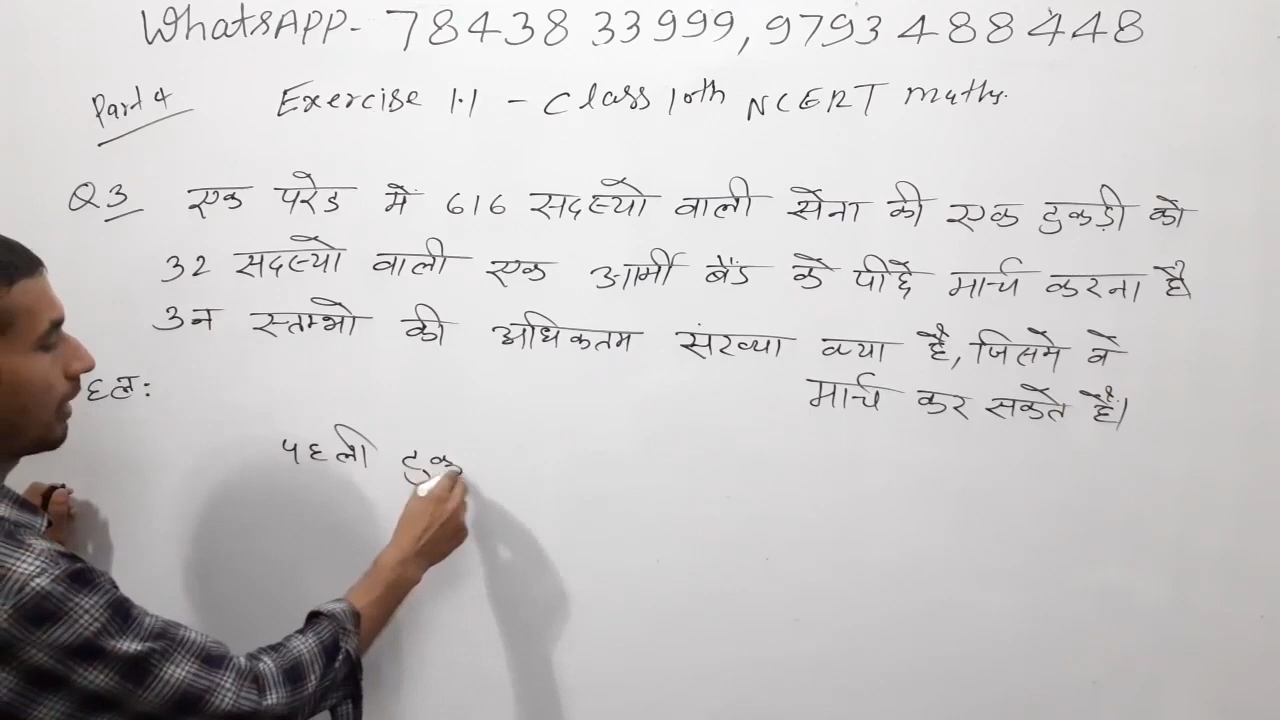 WhatsApp- 7843833999, 9793488448
Part 4
Exercise 1.1 - Class 10th NCERT maths.
Q3 एक परेड में 616 सदस्यो वाली सेना की एक टुकड़ी को
32 सदस्यो वाली एक आर्मी बैंड के पीछे मार्च करना है
उन स्तम्भो की अधिकतम संख्या क्या है, जिसमे वे
मार्च कर सकते हैं।
हल:
पहली टुक